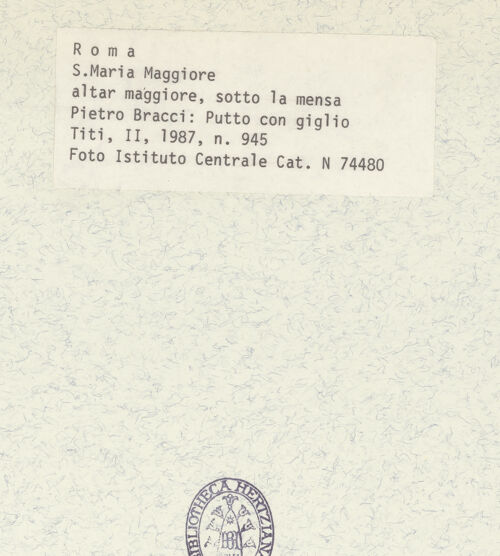 R o m a
S.Maria Maggiore
altar maggiore, sotto la mensa
Pietro Bracci: Putto con giglio
Titi, II, 1987, n. 945
Foto Istituto Centrale Cat. N 74480
BIBLIOTHECA HERTZIANA